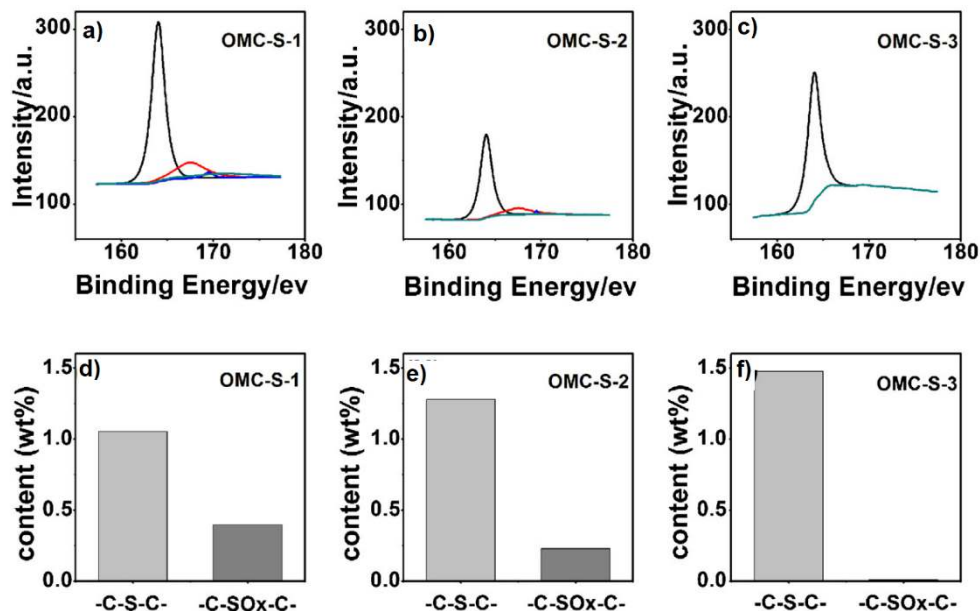 a) OMC-S-1
Intensity/a.u.
300
200
100
160 170 180
Binding Energy/ev
b) OMC-S-2
Intensity/a.u.
300
200
100
160 170 180
Binding Energy/ev
c) OMC-S-3
Intensity/a.u.
300
200
100
160 170 180
Binding Energy/ev
d) OMC-S-1
content (wt%)
1.5
1.0
0.5
0.0
-C-S-C- -C-SOx-C-
e) OMC-S-2
content (wt%)
1.5
1.0
0.5
0.0
-C-S-C- -C-SOx-C-
f) OMC-S-3
content (wt%)
1.5
1.0
0.5
0.0
-C-S-C- -C-SOx-C-